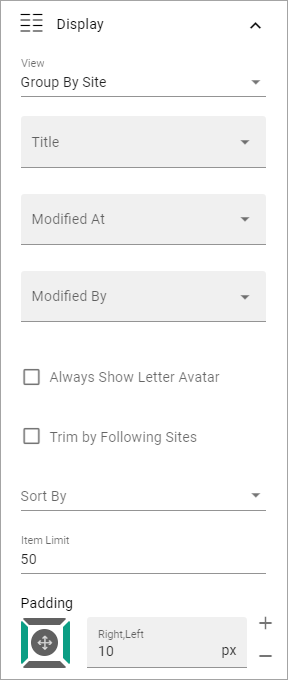 Display
View
Group By Site
Title
Modified At
Modified By
Always Show Letter Avatar
Trim by Following Sites
Sort By
Item Limit
50
Padding
Right,Left
10 px